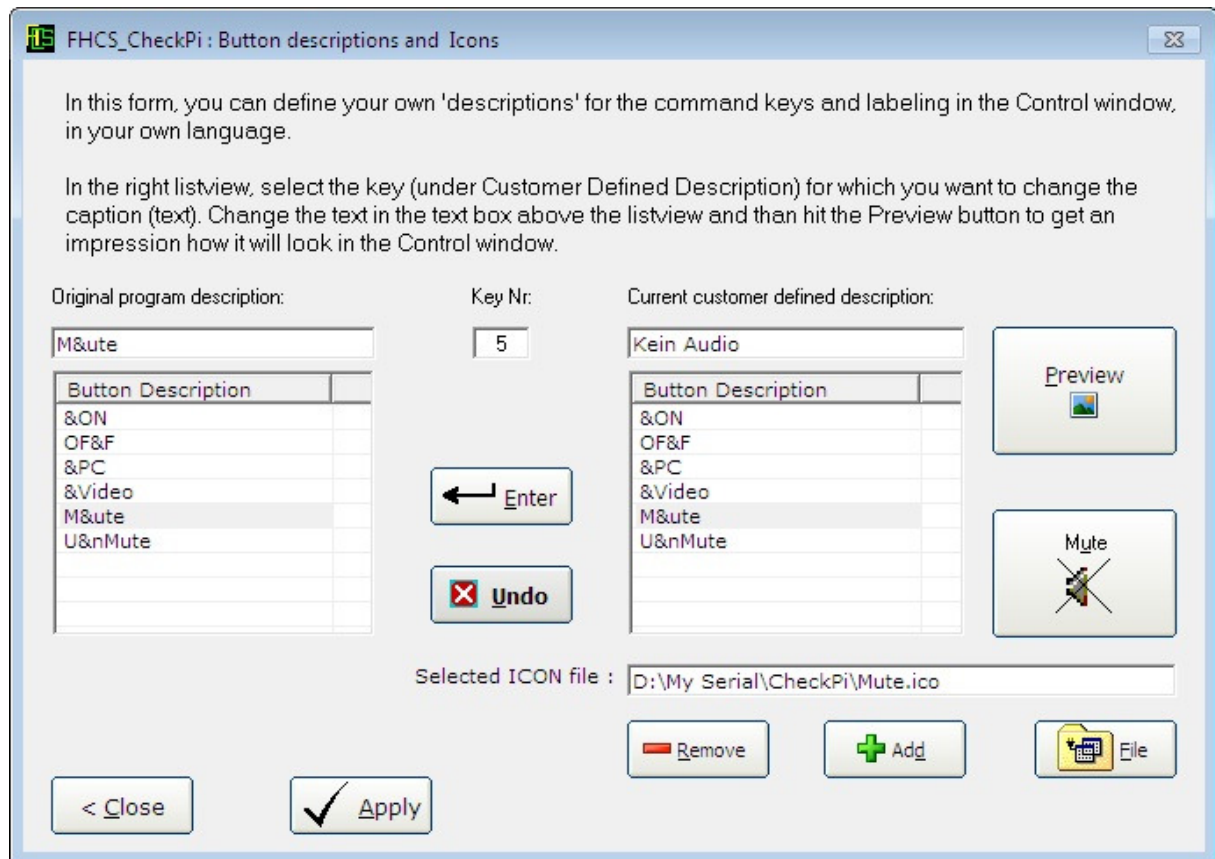 FHCS_CheckPi : Button descriptions and Icons
In this form, you can define your own 'descriptions' for the command keys and labeling in the Control window,
in your own language.
In the right listview, select the key (under Customer Defined Description) for which you want to change the
caption (text). Change the text in the text box above the listview and than hit the Preview button to get an
impression how it will look in the Control window.
Original program description: Key Nr: Current customer defined description:
M&ute 5 Kein Audio
Preview
Button Description Button Description
&ON &ON
OF&F OF&F
&PC &PC
&Video &Video
Enter
M&ute M&ute
U&nMute U&nMute
Mute
Undo
Selected ICON file : D:\My Serial\CheckPi\Mute.ico
Remove Add File
< Close Apply